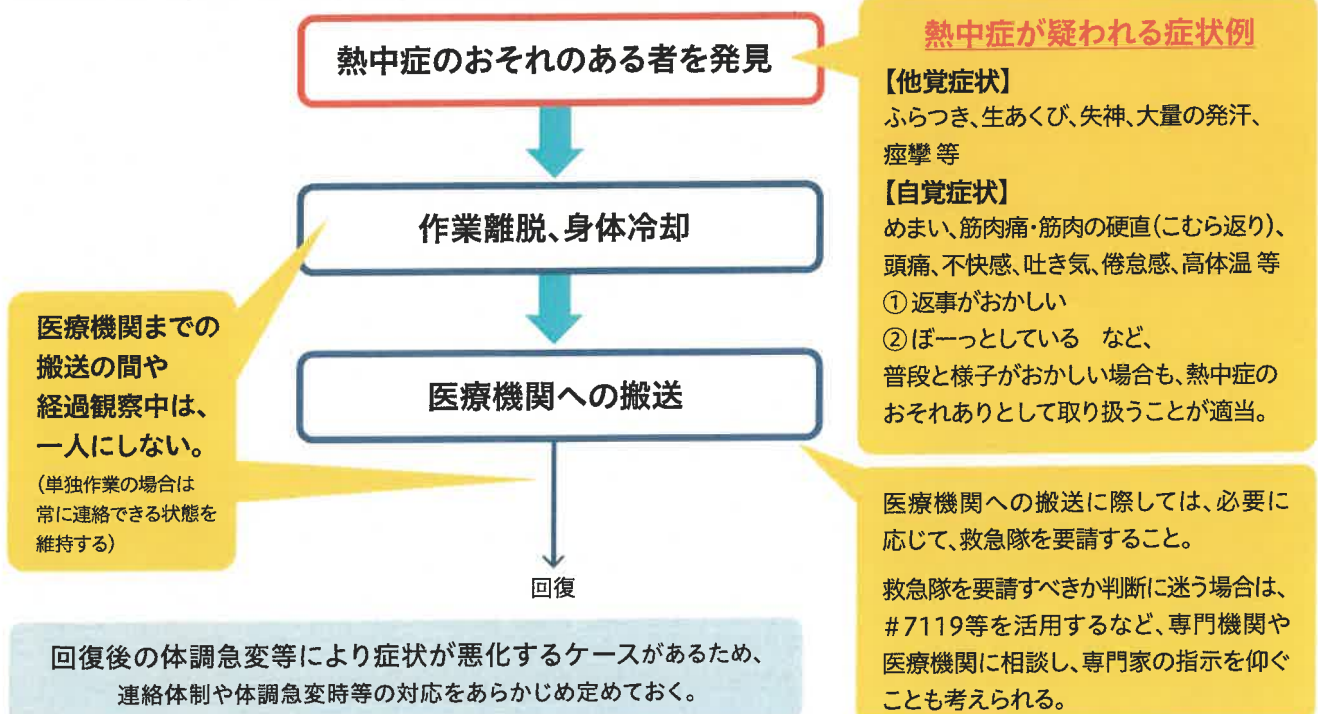 熱中症のおそれのある者を発見
作業離脱、身体冷却
医療機関への搬送
回復
医療機関までの
搬送の間や
経過観察中は、
一人にしない。
(単独作業の場合は
常に連絡できる状態を
維持する)
熱中症が疑われる症状例
【他覚症状】
ふらつき、生あくび、失神、大量の発汗、
痙攣 等
【自覚症状】
めまい、筋肉痛・筋肉の硬直(こむら返り)、
頭痛、不快感、吐き気、倦怠感、高体温 等
①返事がおかしい
②ぼーっとしている など、
普段と様子がおかしい場合も、熱中症の
おそれありとして取り扱うことが適当。
医療機関への搬送に際しては、必要に
応じて、救急隊を要請すること。
救急隊を要請すべきか判断に迷う場合は、
#7119等を活用するなど、専門機関や
医療機関に相談し、専門家の指示を仰ぐ
ことも考えられる。
回復後の体調急変等により症状が悪化するケースがあるため、
連絡体制や体調急変時等の対応をあらかじめ定めておく。